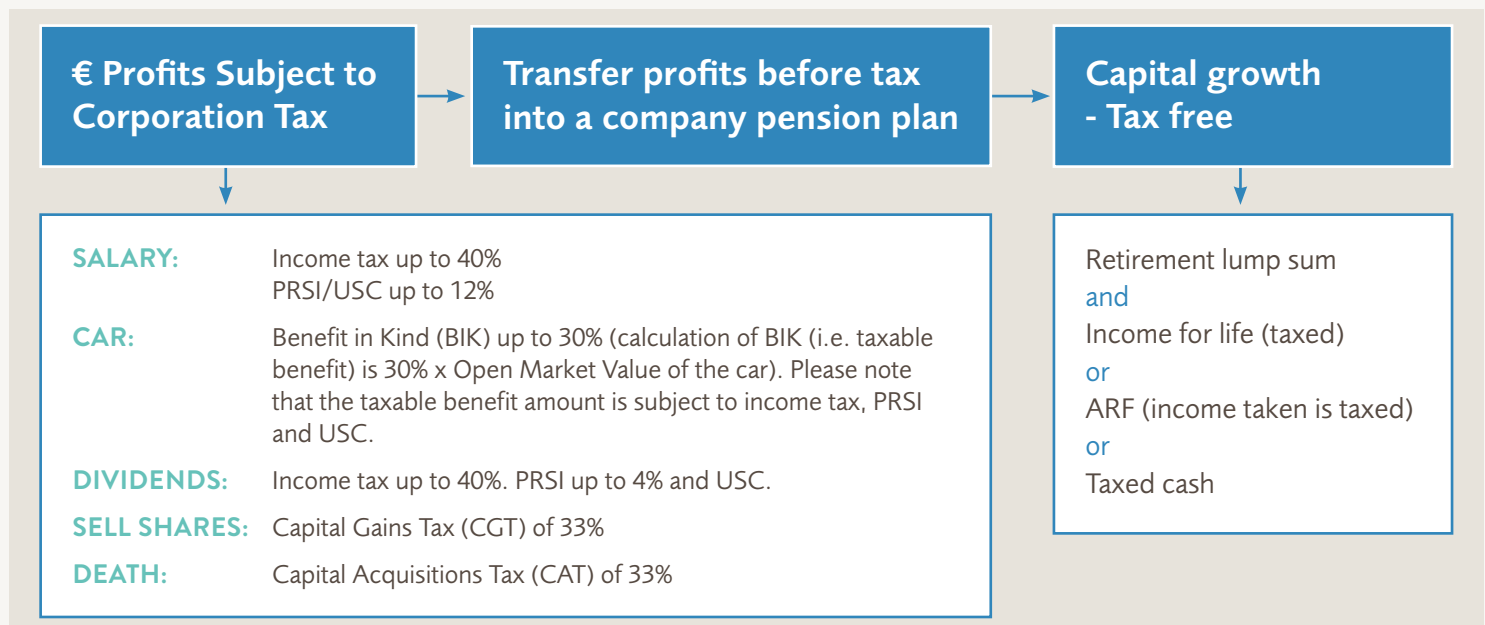 € Profits Subject to
Corporation Tax
Transfer profits before tax
into a company pension plan
Capital growth
- Tax free
SALARY: Income tax up to 40%
PRSI/USC up to 12%
CAR: Benefit in Kind (BIK) up to 30% (calculation of BIK (i.e. taxable
benefit) is 30% x Open Market Value of the car). Please note
that the taxable benefit amount is subject to income tax, PRSI
and USC.
DIVIDENDS: Income tax up to 40%. PRSI up to 4% and USC.
SELL SHARES: Capital Gains Tax (CGT) of 33%
DEATH: Capital Acquisitions Tax (CAT) of 33%
Retirement lump sum
and
Income for life (taxed)
or
ARF (income taken is taxed)
or
Taxed cash